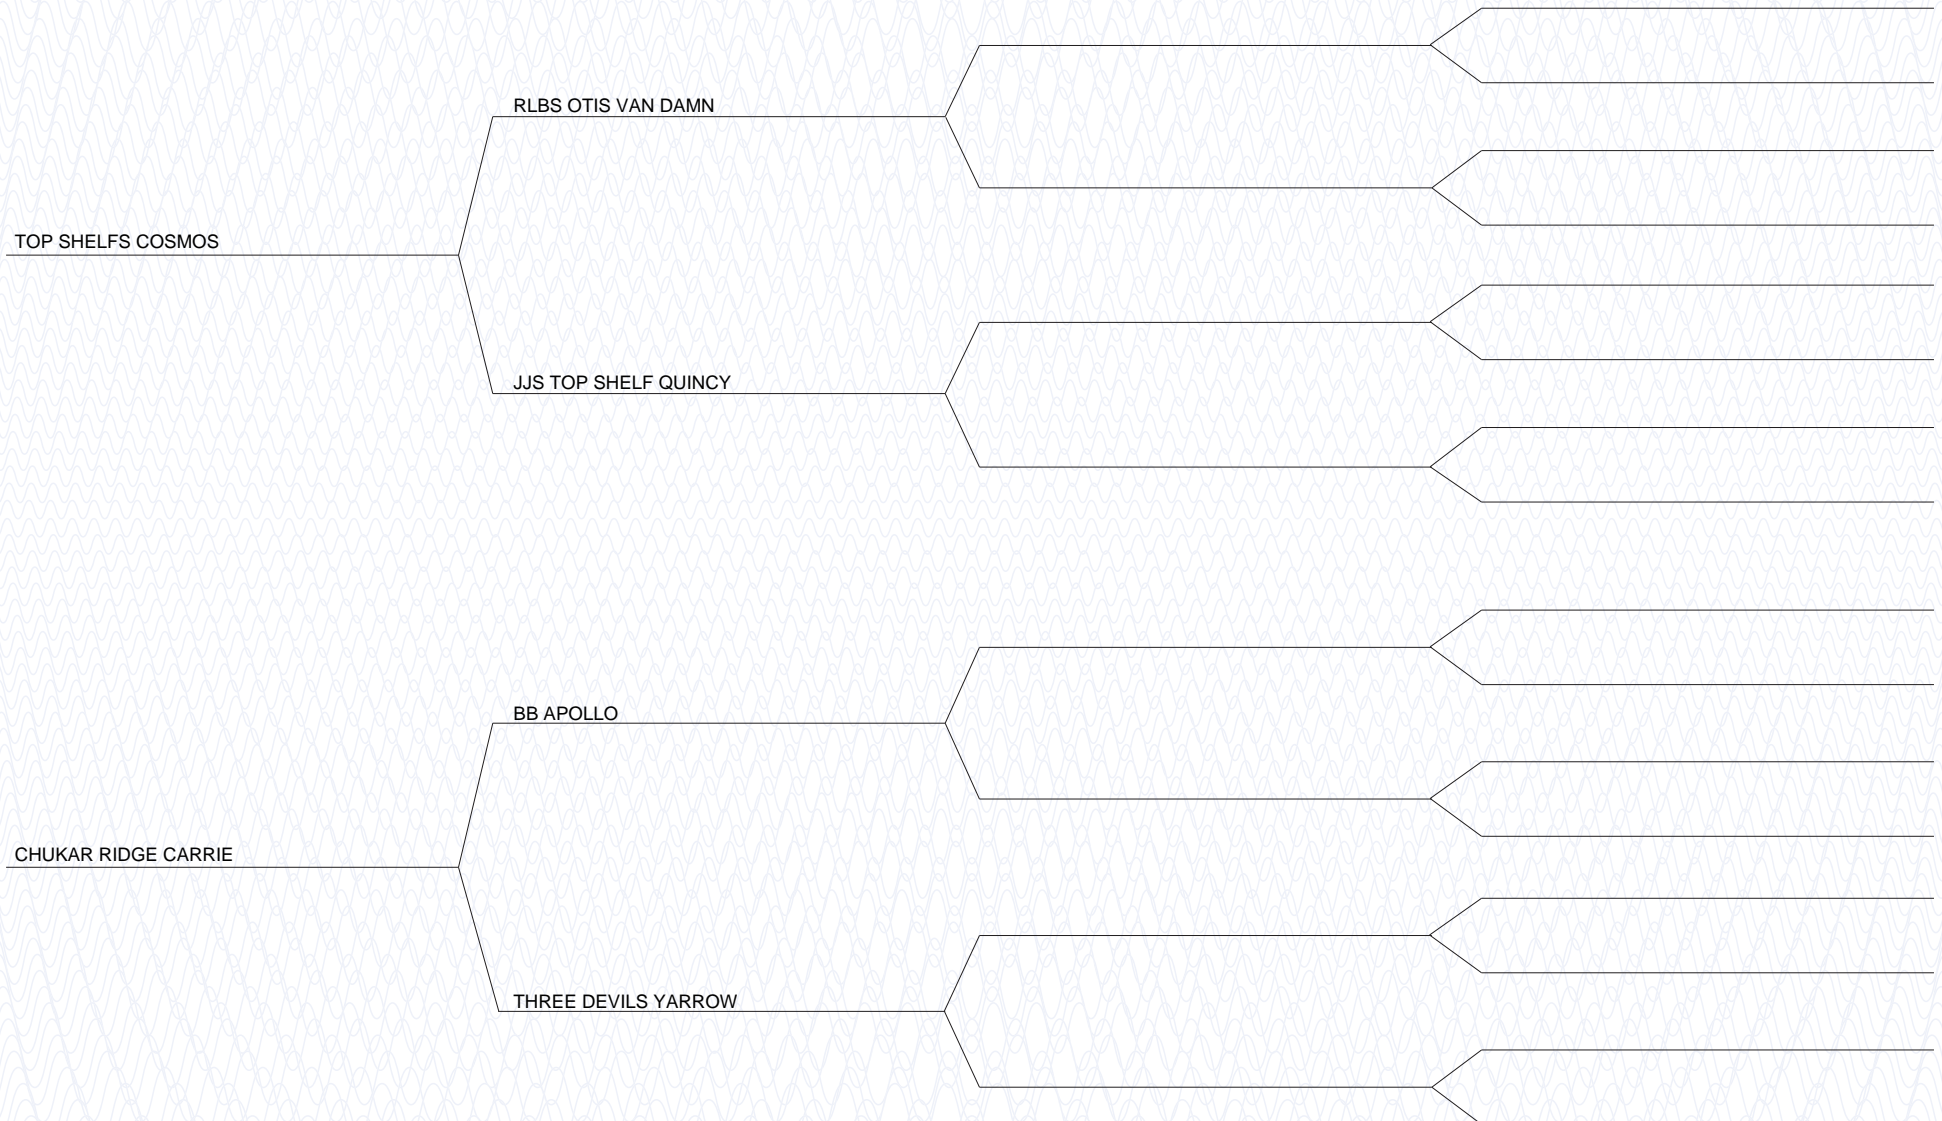 RLBS OTIS VAN DAMN
TOP SHELFS COSMOS
JJS TOP SHELF QUINCY
BB APOLLO
CHUKAR RIDGE CARRIE
THREE DEVILS YARROW